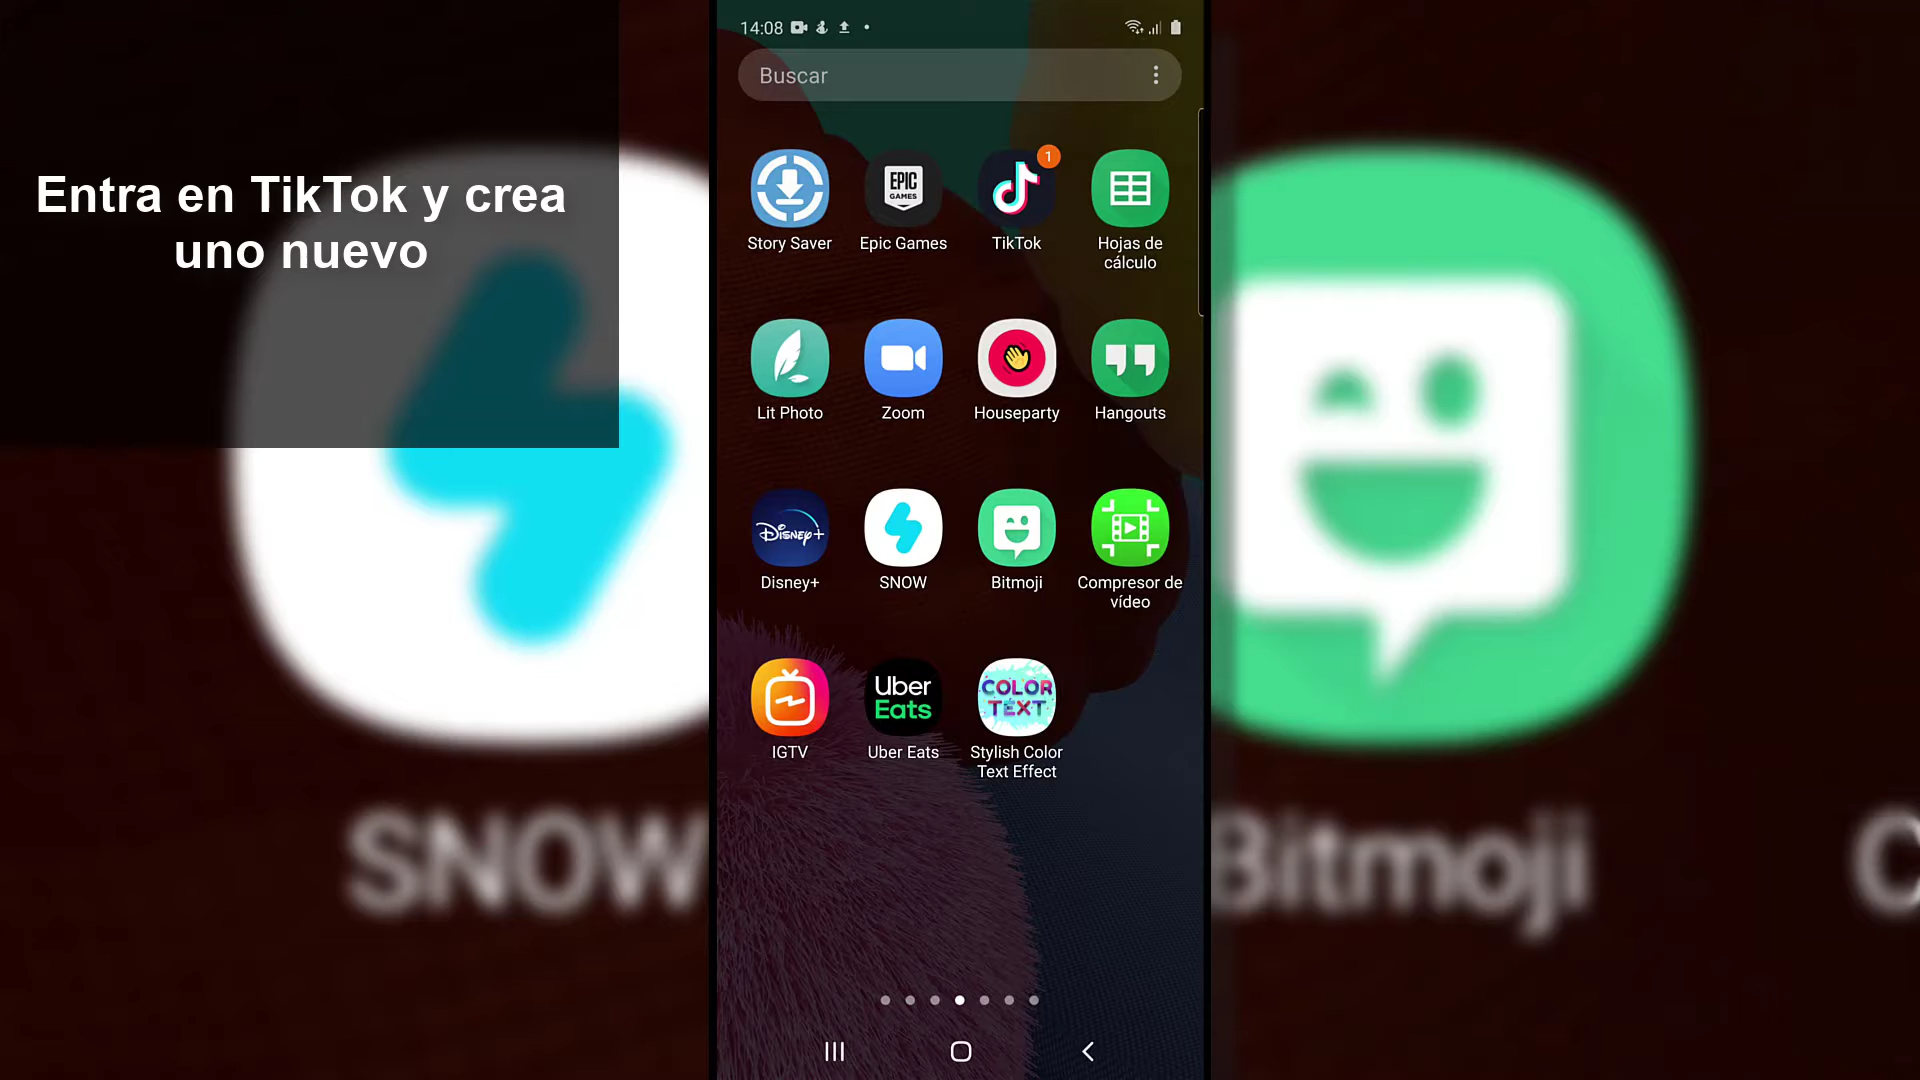 Entra en TikTok y crea
uno nuevo
14:08
Buscar
EPIC
GAMES
1
Story Saver
Epic Games
TikTok
Hojas de
cálculo
Lit Photo
Zoom
Houseparty
Hangouts
Disney+
Disney+
SNOW
Bitmoji
Compresor de
vídeo
Uber
Eats
COLOR
TEXT
IGTV
Uber Eats
Stylish Color
Text Effect
SNOW
Bitmoji
C